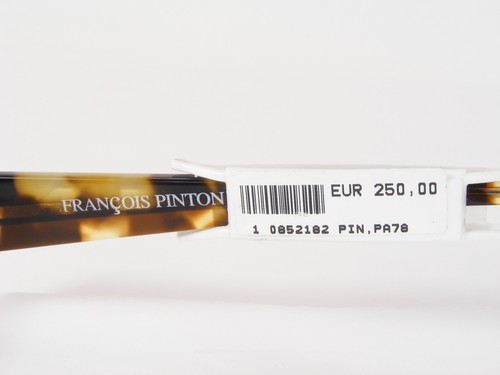 FRANÇOIS PINTON
EUR 250,00
1 0852182 PIN,PA78